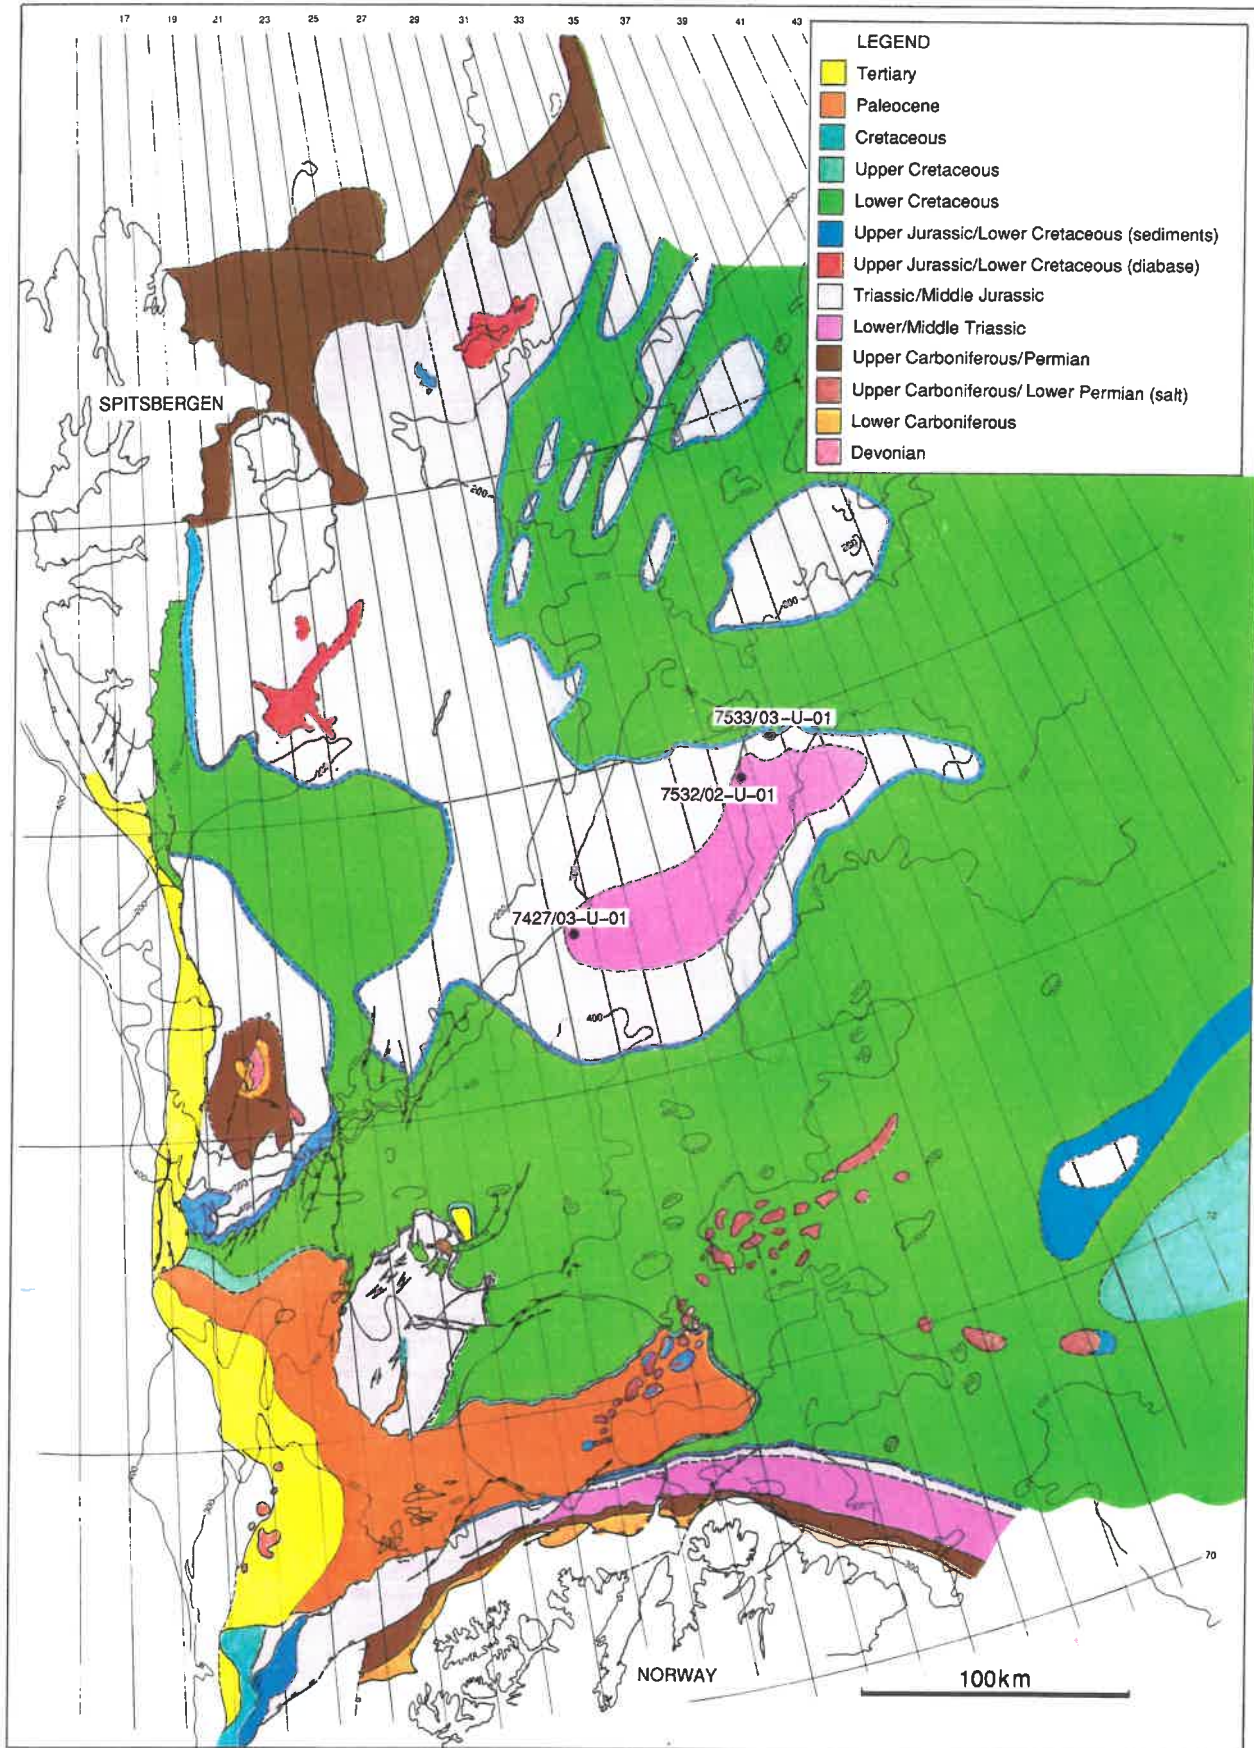 17 19 21 23 25 27 29 31 33 35 37 39 41 43
LEGEND
Tertiary
Paleocene
Cretaceous
Upper Cretaceous
Lower Cretaceous
Upper Jurassic/Lower Cretaceous (sediments)
Upper Jurassic/Lower Cretaceous (diabase)
Triassic/Middle Jurassic
Lower/Middle Triassic
Upper Carboniferous/Permian
Upper Carboniferous/ Lower Permian (salt)
Lower Carboniferous
Devonian
SPITSBERGEN
200
200
7533/03-U-01
7532/02-U-01
7427/03-U-01
400
72
70
NORWAY
100km